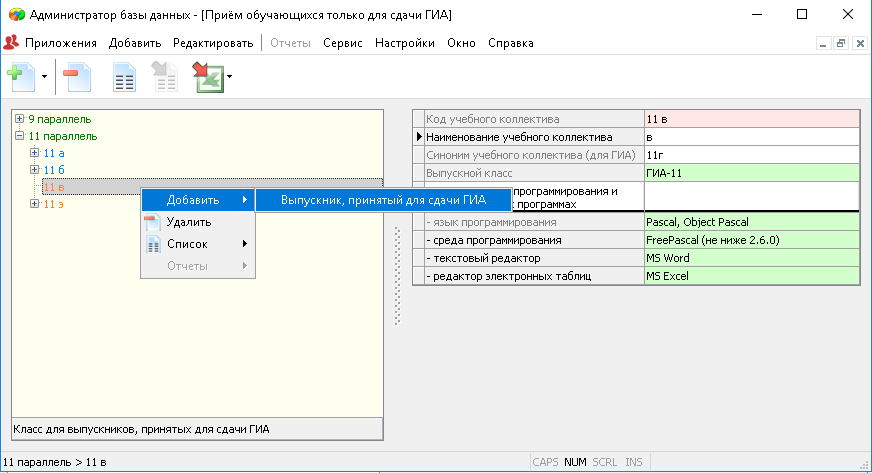 Администратор базы данных - [Приём обучающихся только для сдачи ГИА]
Приложения Добавить Редактировать Отчеты Сервис Настройки Окно Справка
9 параллель
11 параллель
11 а
11 б
11 в
11 з
Добавить
Выпускник, принятый для сдачи ГИА
Удалить
Список
Отчеты
Класс для выпускников, принятых для сдачи ГИА
Код учебного коллектива 11 в
Наименование учебного коллектива в
Синоним учебного коллектива (для ГИА) 11г
Выпускной класс ГИА-11
программирования и
программах
- язык программирования Pascal, Object Pascal
- среда программирования FreePascal (не ниже 2.6.0)
- текстовый редактор MS Word
- редактор электронных таблиц MS Excel
11 параллель > 11 в CAPS NUM SCRL INS